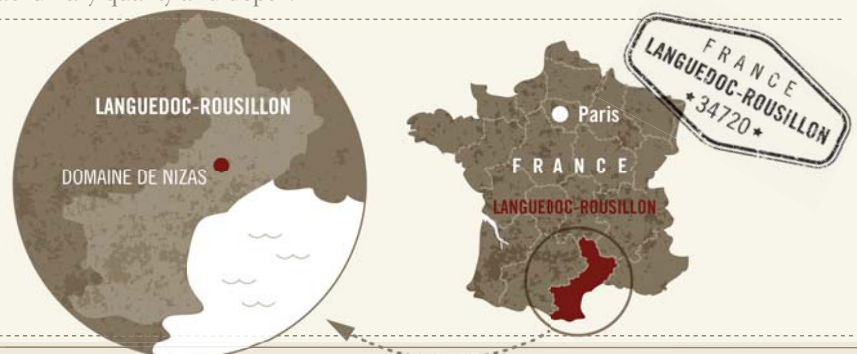 LANGUEDOC-ROUSILLON
DOMAINE DE NIZAS
Paris
FRANCE
LANGUEDOC-ROUSILLON
FRANCE
LANGUEDOC-ROUSILLON
*34720*